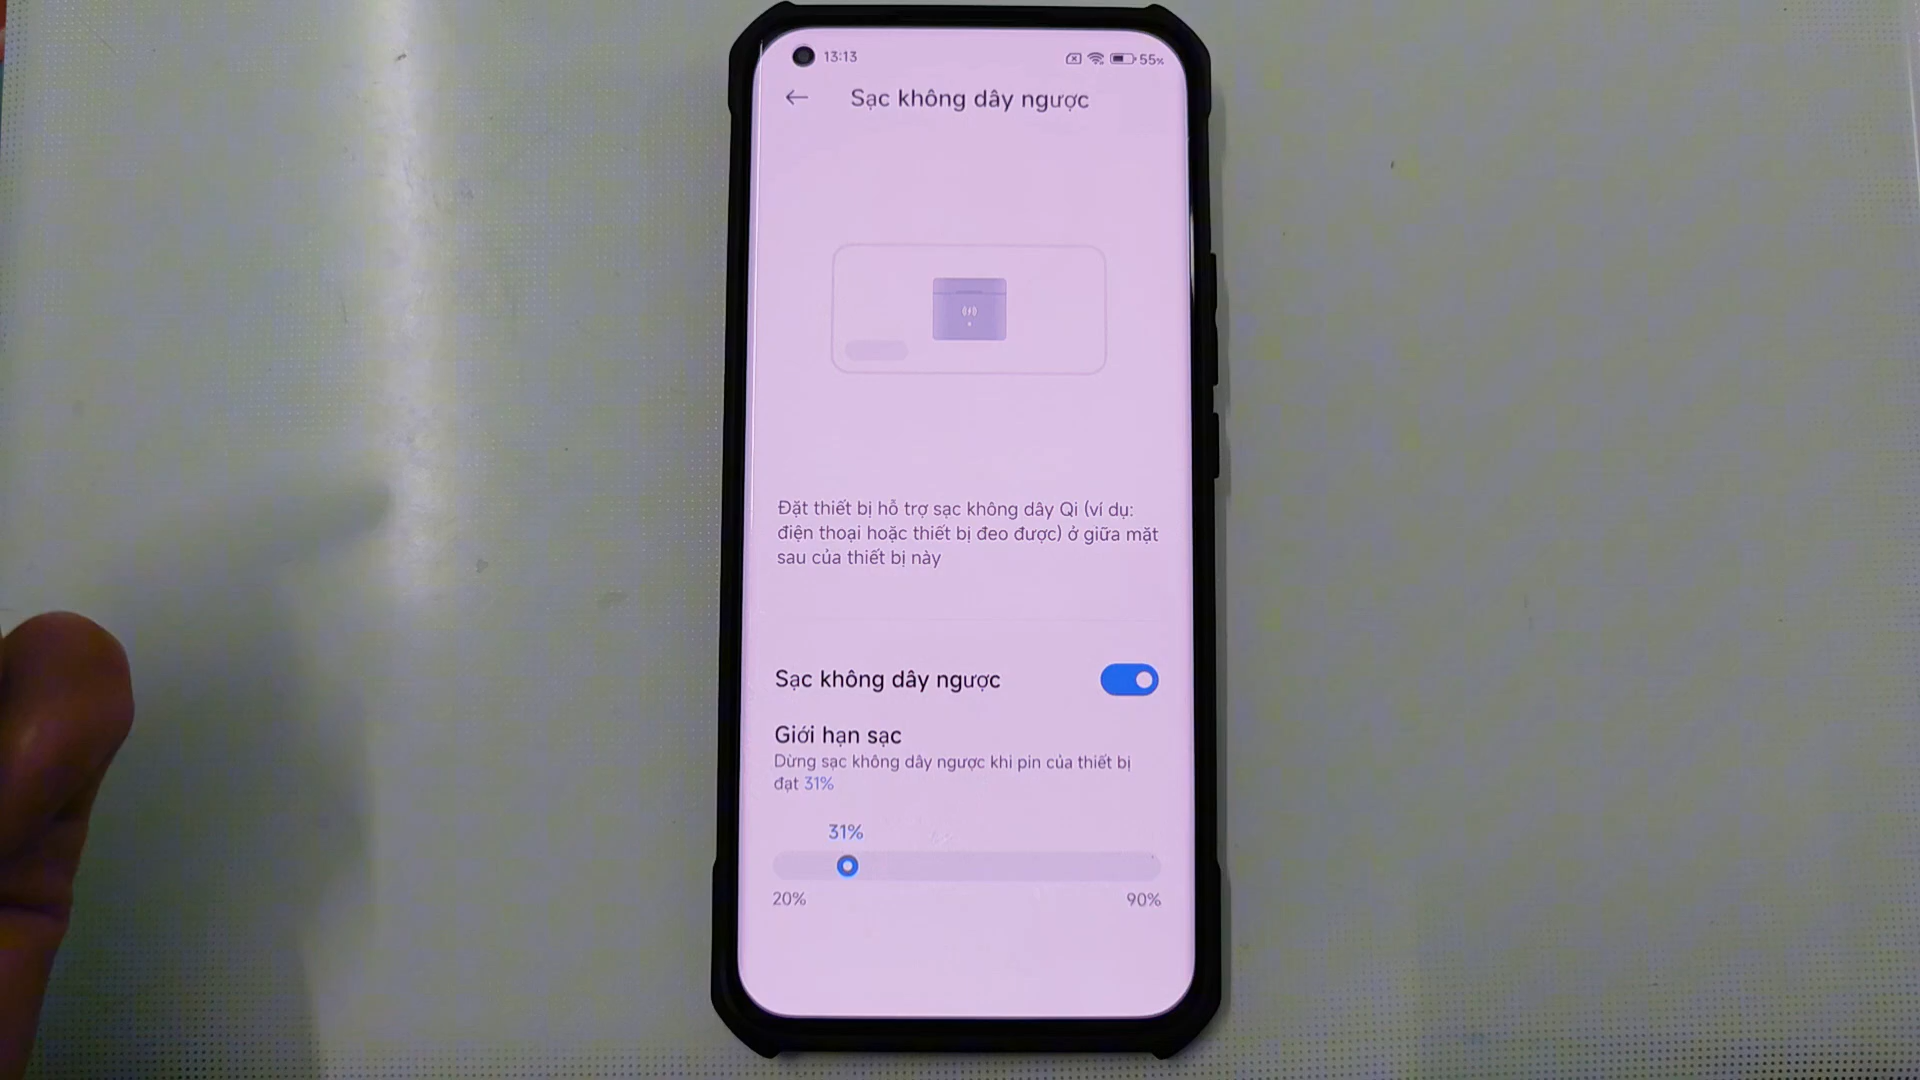 13:13
55%
Sạc không dây ngược
Đặt thiết bị hỗ trợ sạc không dây Qi (ví dụ:
điện thoại hoặc thiết bị đeo được) ở giữa mặt
sau của thiết bị này
Sạc không dây ngược
Giới hạn sạc
Dừng sạc không dây ngược khi pin của thiết bị
đạt 31%
31%
20%
90%